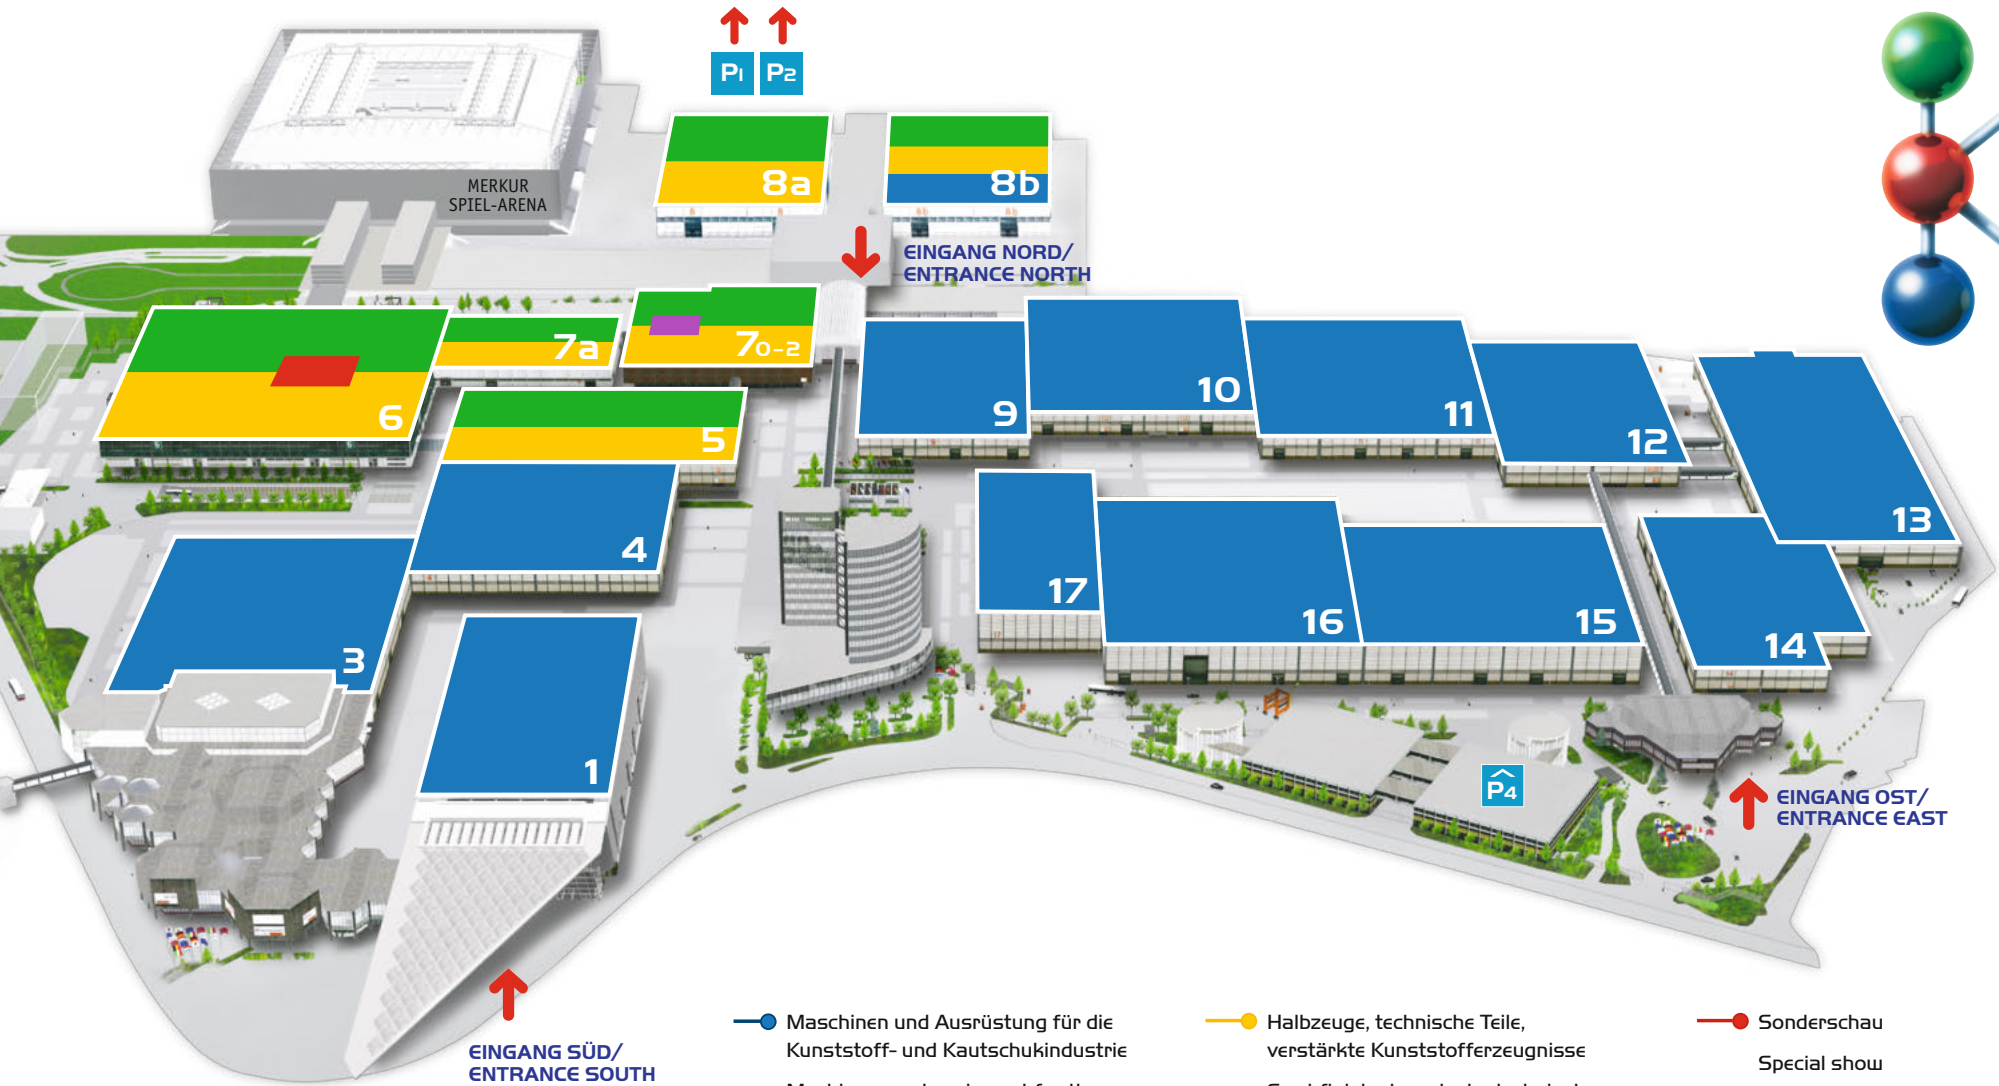 P1 P2
MERKUR
SPIEL-ARENA
8a
8b
EINGANG NORD/
ENTRANCE NORTH
7a
70-2
6
5
9
10
11
12
13
4
3
17
16
15
14
1
P4
EINGANG OST/
ENTRANCE EAST
EINGANG SÜD/
ENTRANCE SOUTH
Maschinen und Ausrüstung für die
Kunststoff- und Kautschukindustrie
Halbzeuge, technische Teile,
verstärkte Kunststofferzeugnisse
Sonderschau
Special show